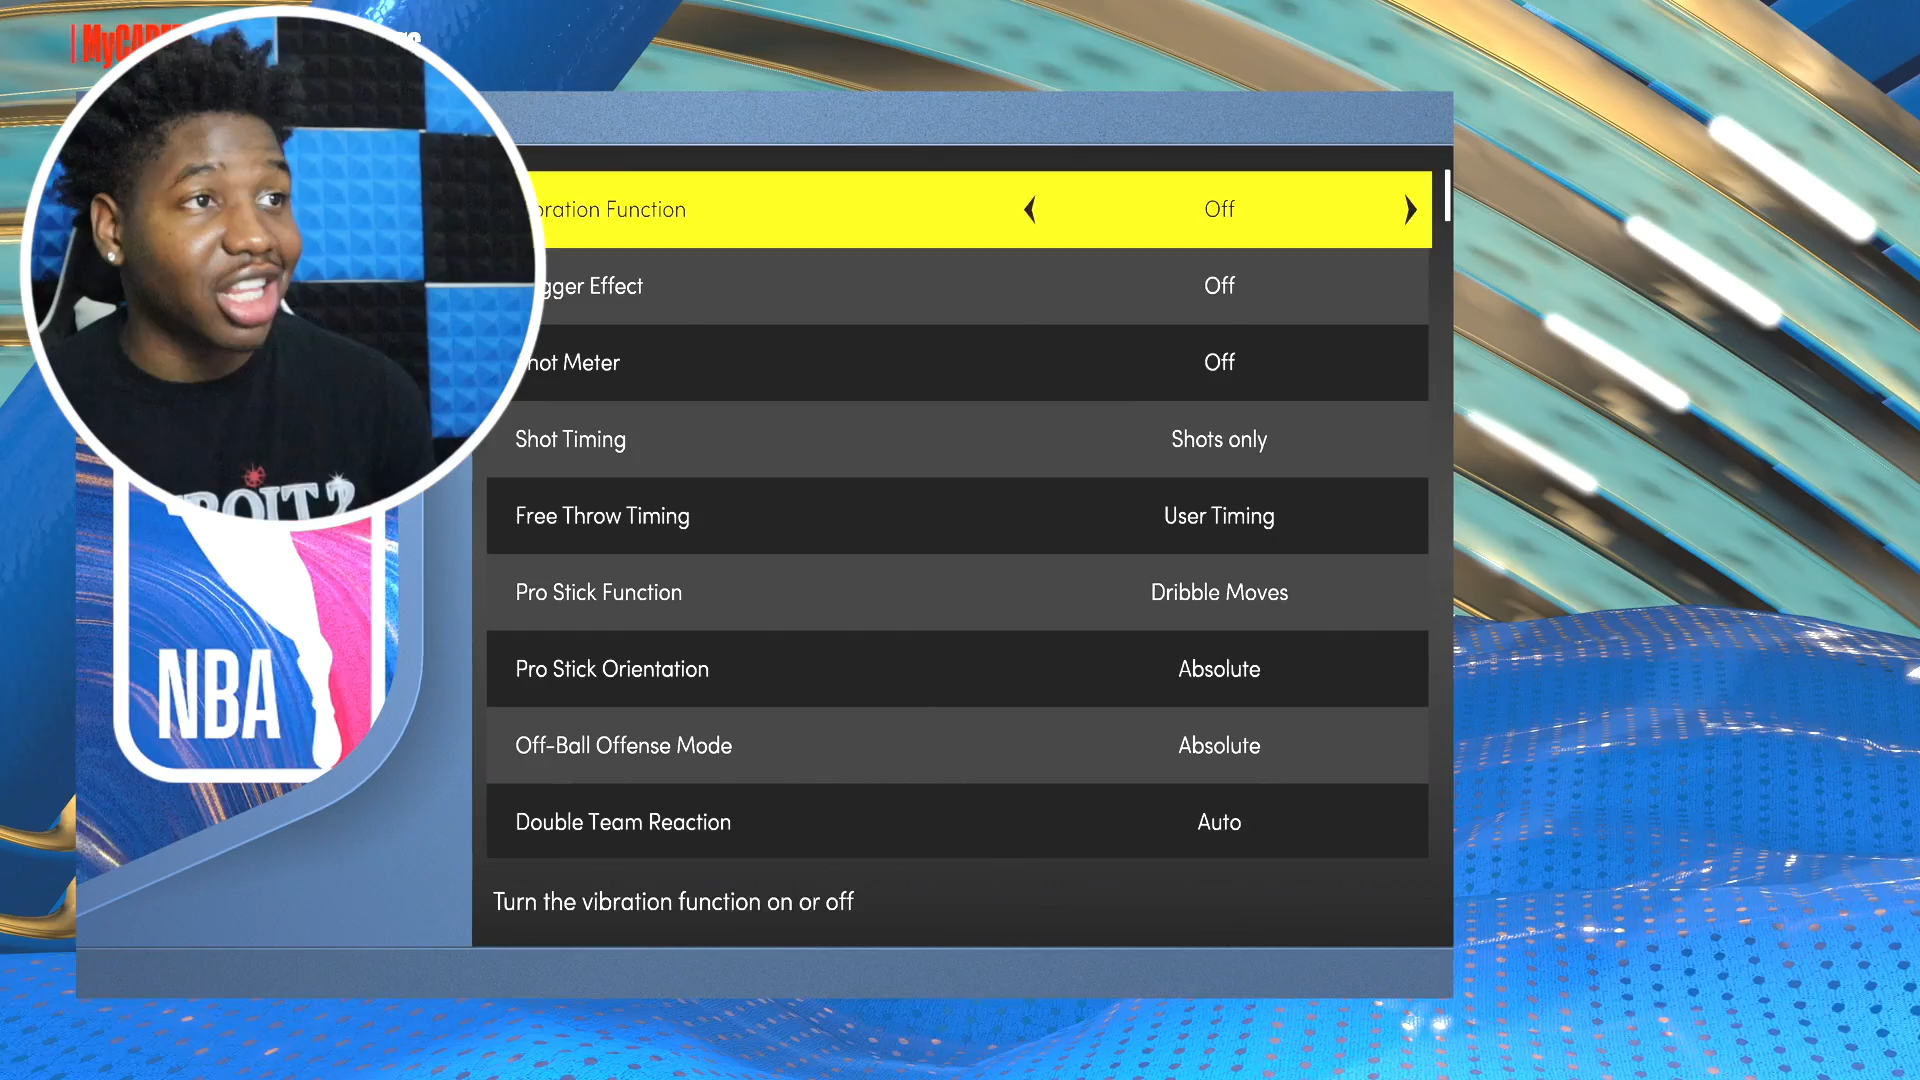 oration Function
Off
gger Effect
Off
hot Meter
Off
Shot Timing
Shots only
Free Throw Timing
User Timing
Pro Stick Function
Dribble Moves
Pro Stick Orientation
Absolute
Off-Ball Offense Mode
Absolute
Double Team Reaction
Auto
Turn the vibration function on or off
NBA